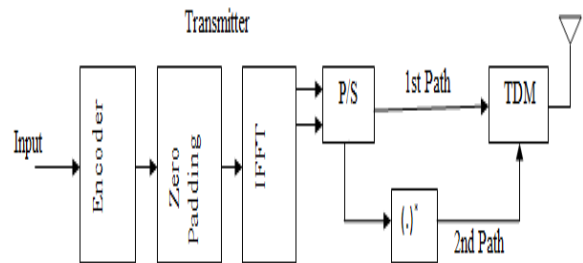 Transmitter
Input
Encoder
Zero
Padding
IFFT
P/S
1st Path
TDM
(.)*
2nd Path